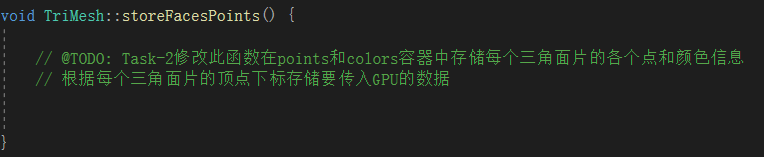 void TriMesh::storeFacesPoints() {
// @TODO: Task-2修改此函数在points和colors容器中存储每个三角面片的各个点和颜色信息
// 根据每个三角面片的顶点下标存储要传入GPU的数据
}